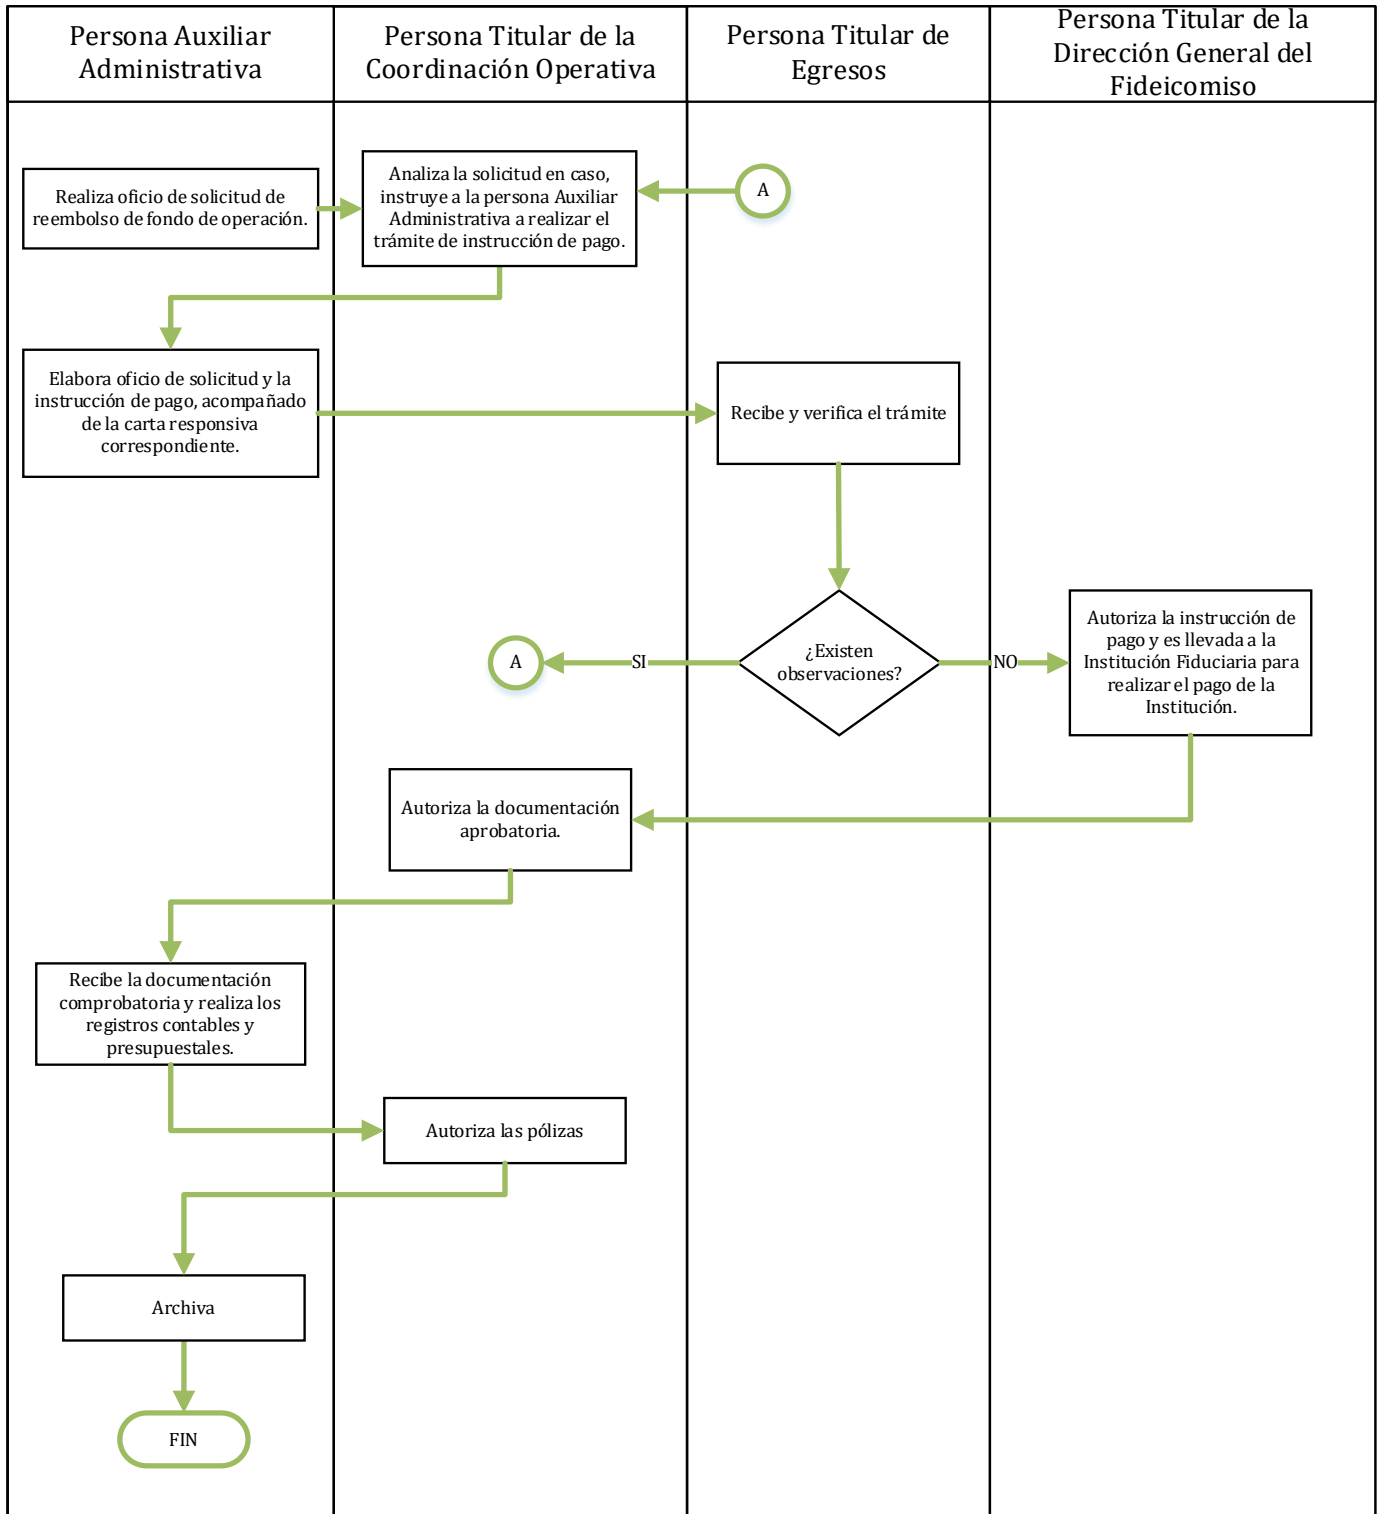 Persona Auxiliar
Administrativa
Persona Titular de la
Coordinación Operativa
Persona Titular de
Egresos
Persona Titular de la
Dirección General del
Fideicomiso
Realiza oficio de solicitud de
reembolso de fondo de operación.
Analiza la solicitud en caso,
instruye a la persona Auxiliar
Administrativa a realizar el
trámite de instrucción de pago.
A
Elabora oficio de solicitud y la
instrucción de pago, acompañado
de la carta responsiva
correspondiente.
Recibe y verifica el trámite
¿Existen
observaciones?
SI
A
NO
Autoriza la instrucción de
pago y es llevada a la
Institución Fiduciaria para
realizar el pago de la
Institución.
Autoriza la documentación
aprobatoria.
Recibe la documentación
comprobatoria y realiza los
registros contables y
presupuestales.
Autoriza las pólizas
Archiva
FIN